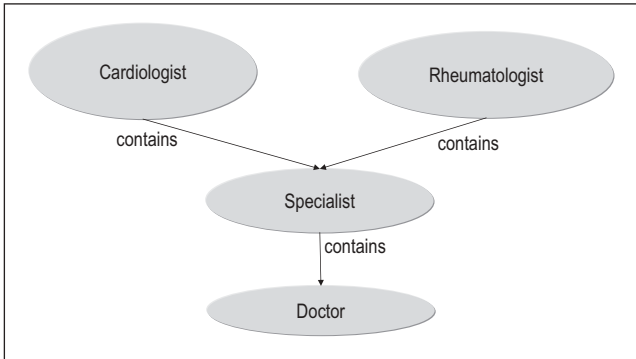 Cardiologist
Rheumatologist
contains
contains
Specialist
contains
Doctor